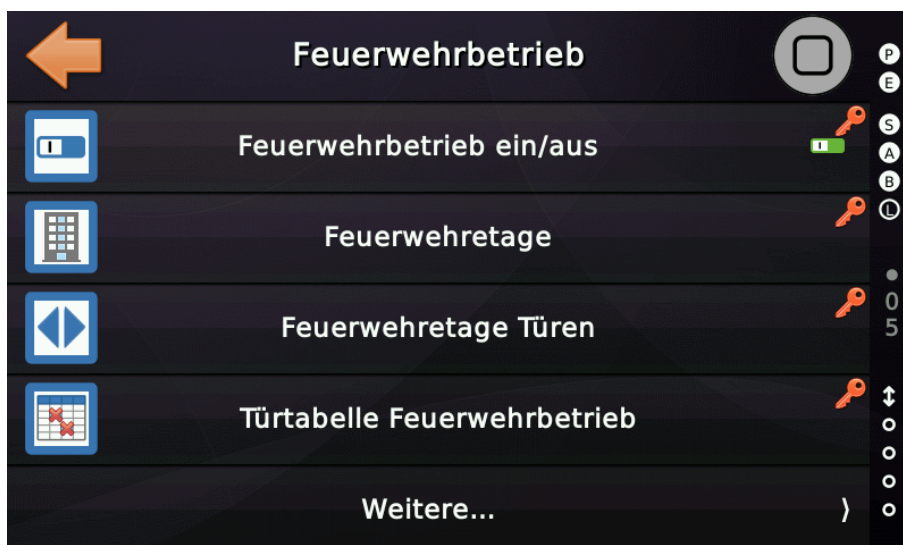 Feuerwehrbetrieb
Feuerwehrbetrieb ein/aus
Feuerwehretage
Feuerwehretage Türen
Türtabelle Feuerwehrbetrieb
Weitere...
P
E
S
A
B
L
0
5